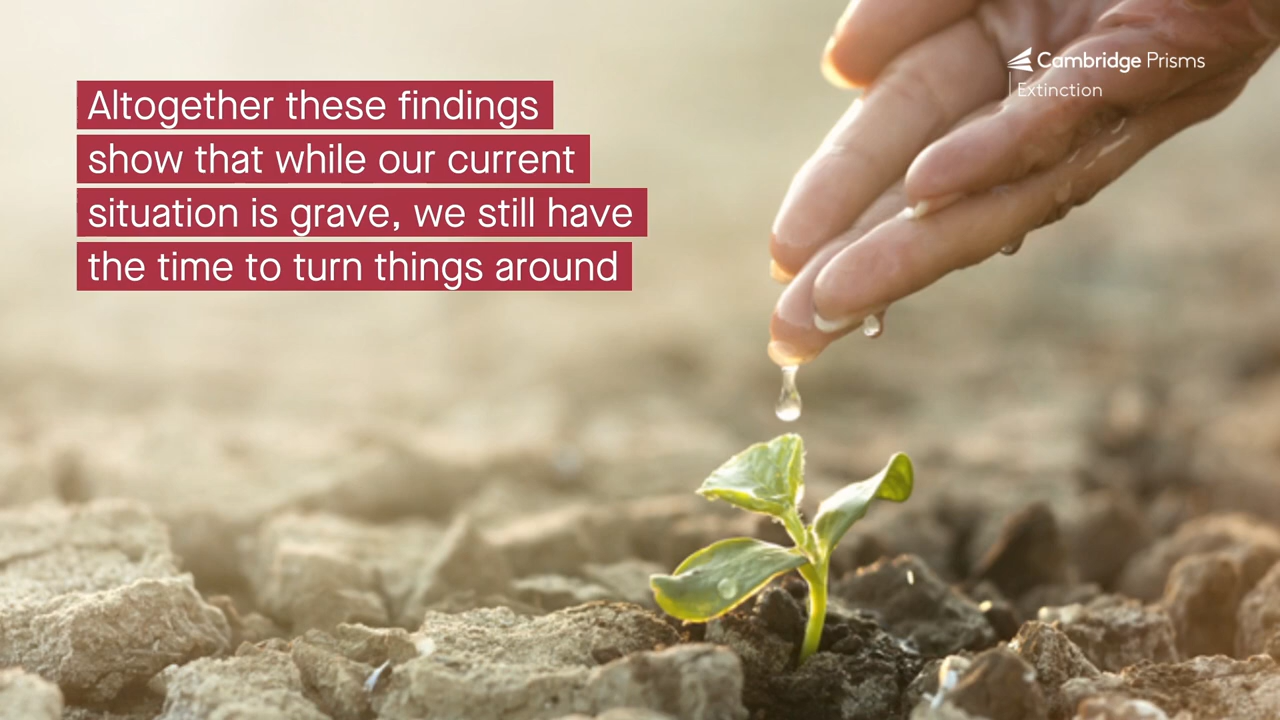 Altogether these findings
show that while our current
situation is grave, we still have
the time to turn things around
Cambridge Prisms
Extinction